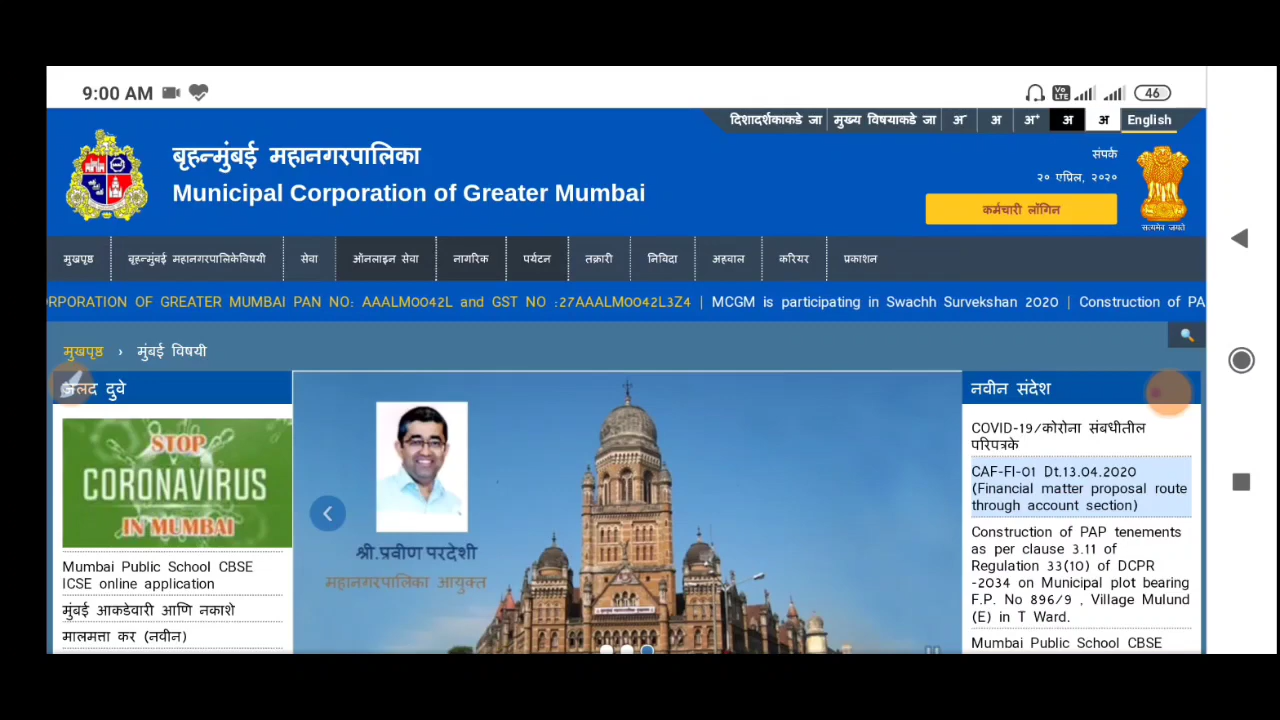 9:00 AM
Vo LTE
46
दिशादर्शकाकडे जा
मुख्य विषयाकडे जा
अ-
अ
अ+
अ
अ
English
बृहन्मुंबई महानगरपालिका
Municipal Corporation of Greater Mumbai
संपर्क
२० एप्रिल, २०२०
कर्मचारी लॉगिन
सत्यमेव जयते
मुखपृष्ठ
बृहन्मुंबई महानगरपालिकेविषयी
सेवा
ऑनलाइन सेवा
नागरिक
पर्यटन
तक्रारी
निविदा
अहवाल
करियर
प्रकाशन
RPORATION OF GREATER MUMBAI PAN NO: AAALM0042L and GST NO :27AAALM0042L3Z4 | MCGM is participating in Swachh Survekshan 2020 | Construction of PA
मुखपृष्ठ › मुंबई विषयी
जलद दुवे
STOP
CORONAVIRUS
IN MUMBAI
Mumbai Public School CBSE
ICSE online application
मुंबई आकडेवारी आणि नकाशे
मालमत्ता कर (नवीन)
श्री.प्रवीण परदेशी
महानगरपालिका आयुक्त
नवीन संदेश
COVID-19/कोरोना संबधीतील
परिपत्रके
CAF-FI-01 Dt.13.04.2020
(Financial matter proposal route
through account section)
Construction of PAP tenements
as per clause 3.11 of
Regulation 33(10) of DCPR
-2034 on Municipal plot bearing
F.P. No 896/9 , Village Mulund
(E) in T Ward.
Mumbai Public School CBSE